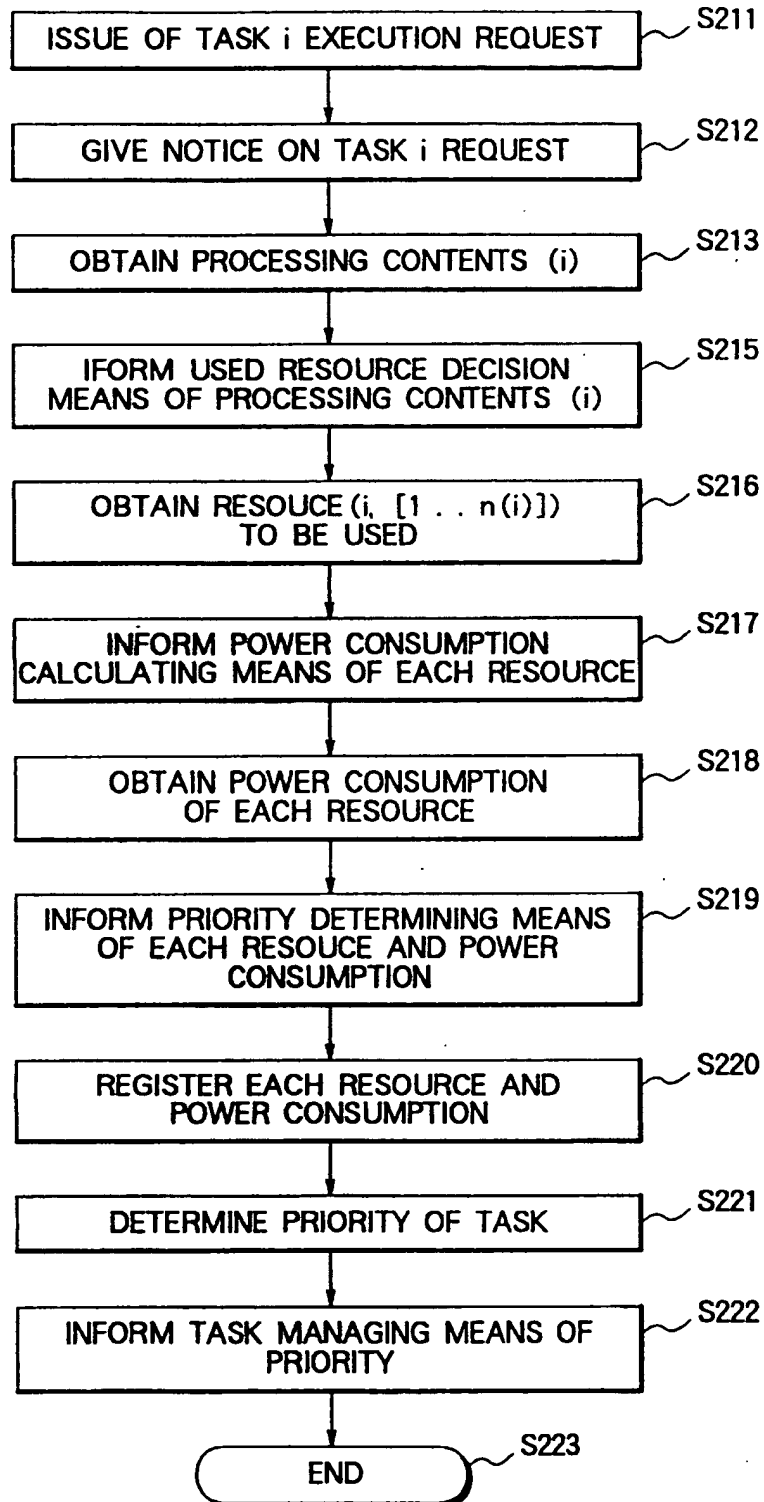 ISSUE OF TASK i EXECUTION REQUEST
S211
GIVE NOTICE ON TASK i REQUEST
S212
OBTAIN PROCESSING CONTENTS (i)
S213
IFORM USED RESOURCE DECISION
MEANS OF PROCESSING CONTENTS (i)
S215
OBTAIN RESOUCE (i, [1 . . n(i)])
TO BE USED
S216
INFORM POWER CONSUMPTION
CALCULATING MEANS OF EACH RESOURCE
S217
OBTAIN POWER CONSUMPTION
OF EACH RESOURCE
S218
INFORM PRIORITY DETERMINING MEANS
OF EACH RESOUCE AND POWER
CONSUMPTION
S219
REGISTER EACH RESOURCE AND
POWER CONSUMPTION
S220
DETERMINE PRIORITY OF TASK
S221
INFORM TASK MANAGING MEANS OF
PRIORITY
S222
END
S223